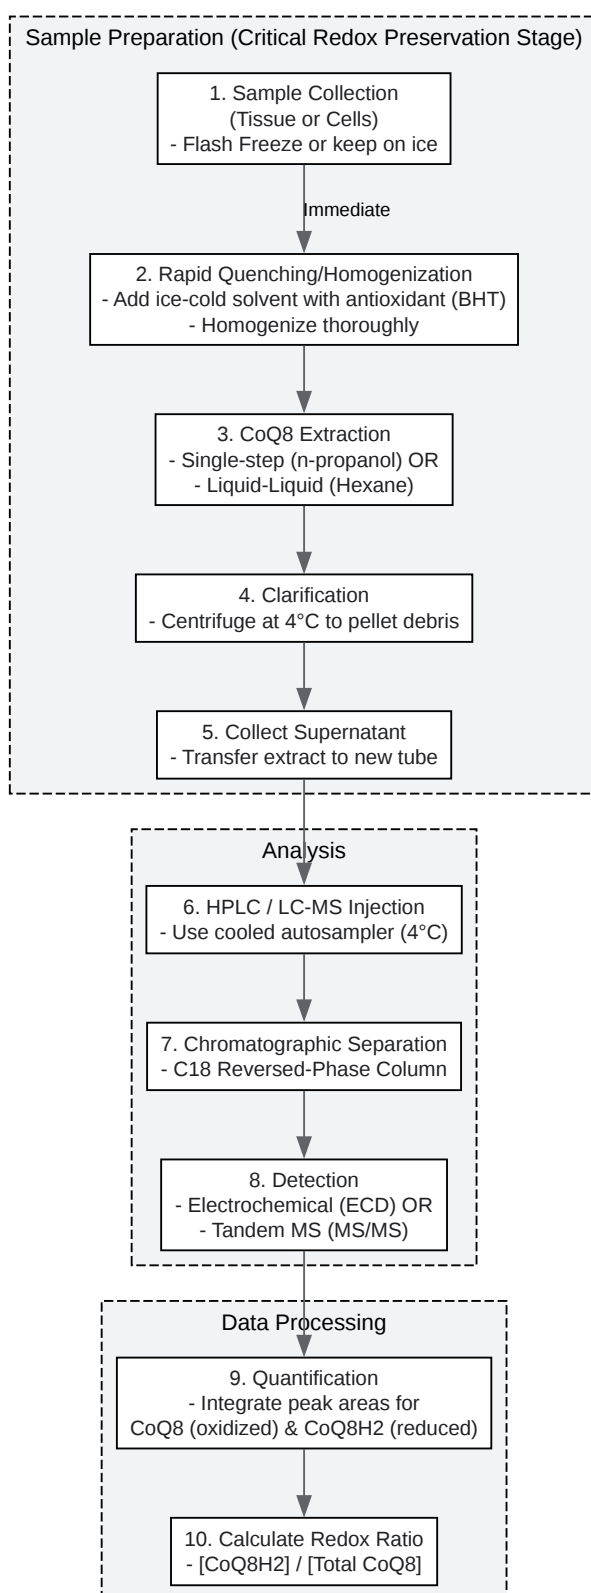 Sample Preparation (Critical Redox Preservation Stage)
1. Sample Collection
(Tissue or Cells)
- Flash Freeze or keep on ice
Immediate
2. Rapid Quenching/Homogenization
- Add ice-cold solvent with antioxidant (BHT)
- Homogenize thoroughly
3. CoQ8 Extraction
- Single-step (n-propanol) OR
- Liquid-Liquid (Hexane)
4. Clarification
- Centrifuge at 4°C to pellet debris
5. Collect Supernatant
- Transfer extract to new tube
Analysis
6. HPLC / LC-MS Injection
- Use cooled autosampler (4°C)
7. Chromatographic Separation
- C18 Reversed-Phase Column
8. Detection
- Electrochemical (ECD) OR
- Tandem MS (MS/MS)
Data Processing
9. Quantification
- Integrate peak areas for
CoQ8 (oxidized) & CoQ8H2 (reduced)
10. Calculate Redox Ratio
- [CoQ8H2] / [Total CoQ8]